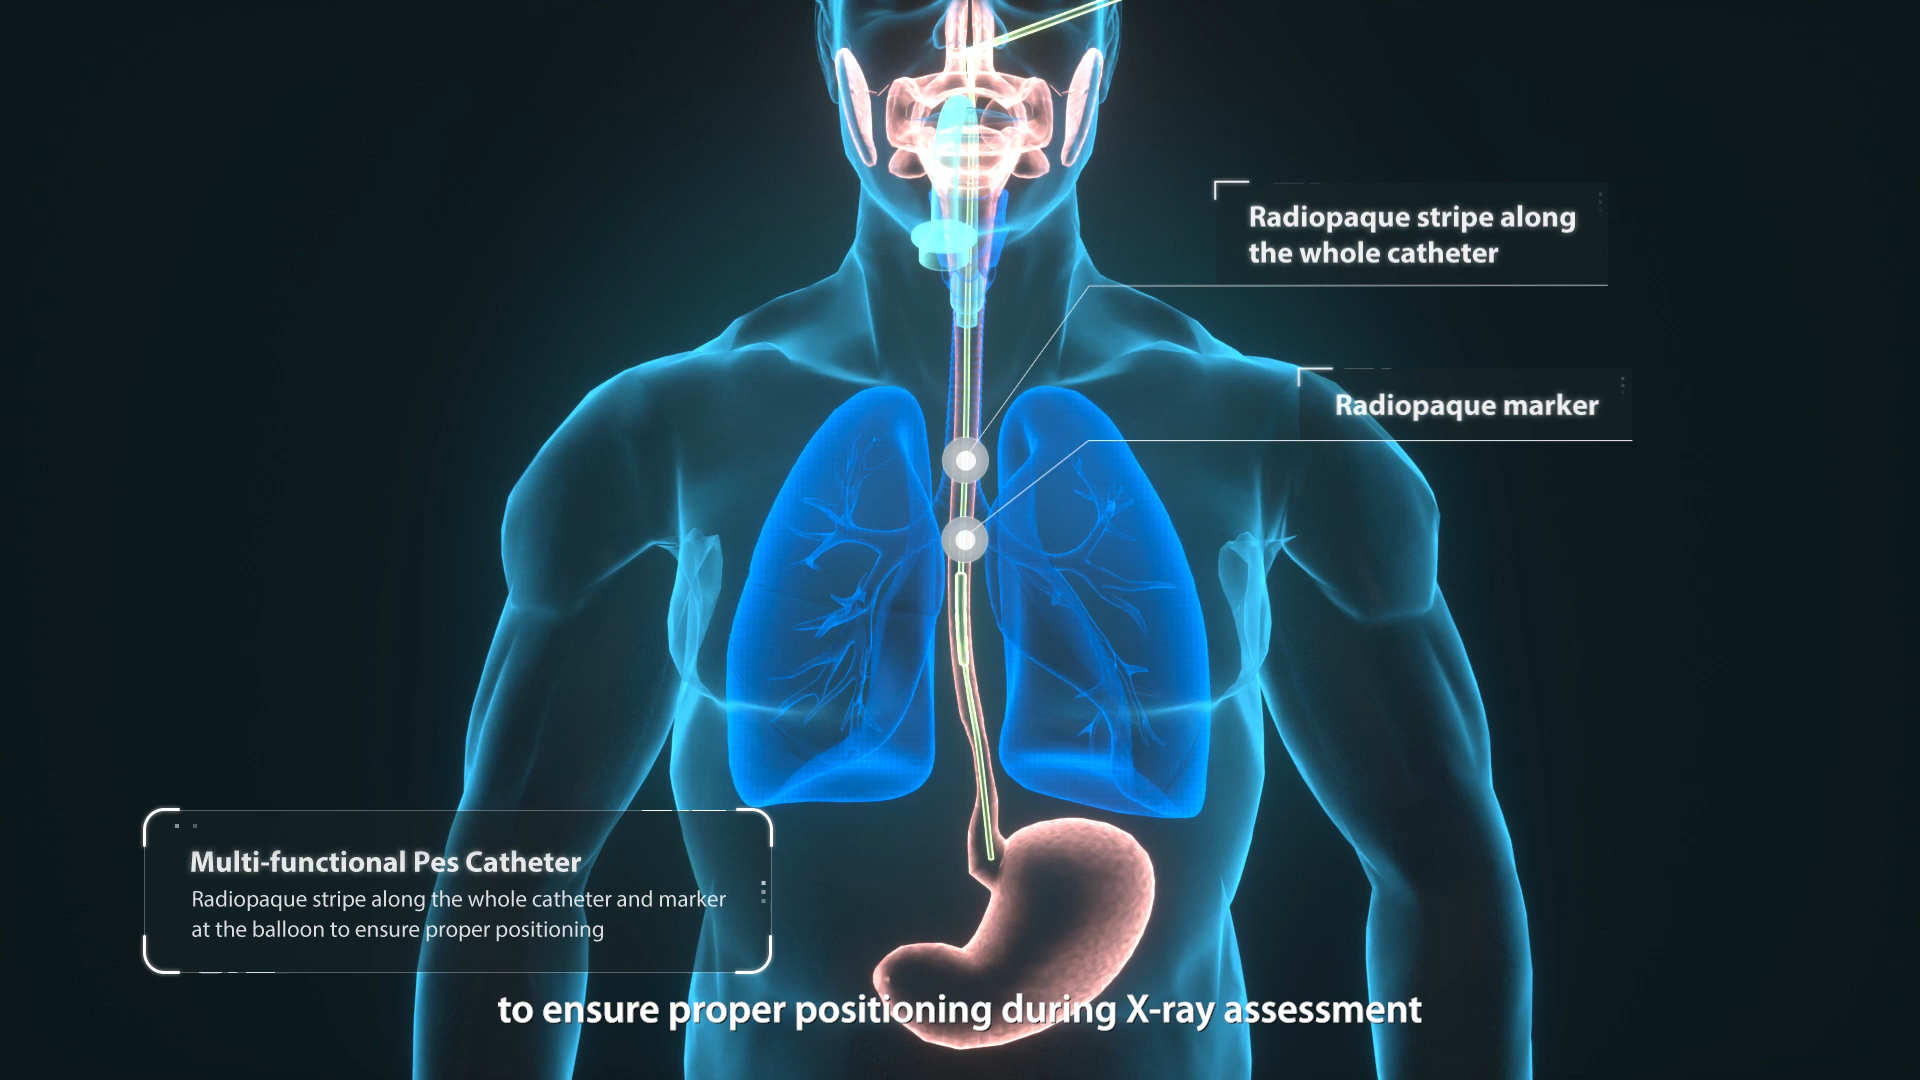 Radiopaque stripe along
the whole catheter
Radiopaque marker
Multi-functional Pes Catheter
Radiopaque stripe along the whole catheter and marker
at the balloon to ensure proper positioning
to ensure proper positioning during X-ray assessment